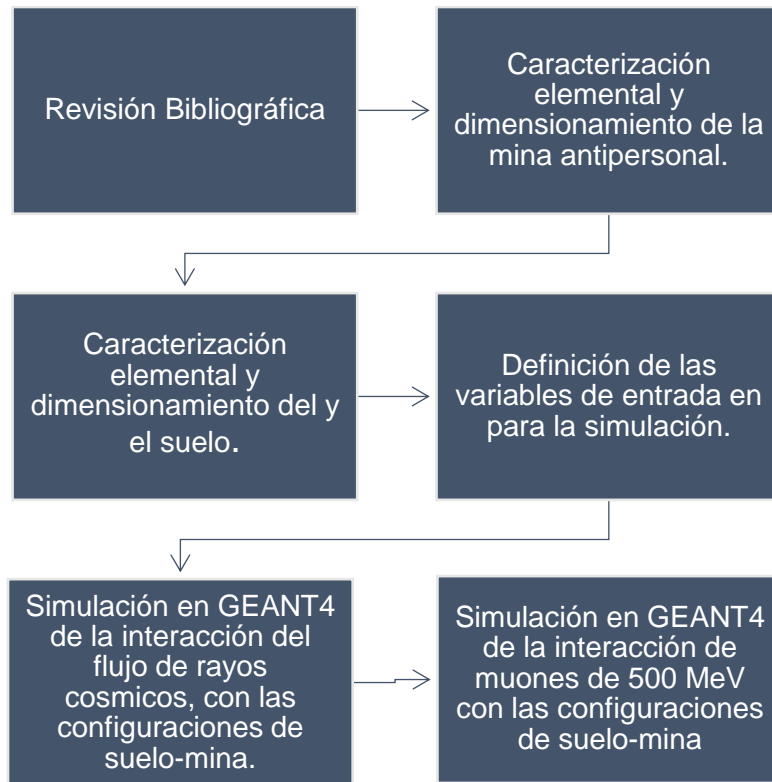 Revisión Bibliográfica
Caracterización
elemental y
dimensionamiento de la
mina antipersonal.
Caracterización
elemental y
dimensionamiento del y
el suelo.
Definición de las
variables de entrada en
para la simulación.
Simulación en GEANT4
de la interacción del
flujo de rayos
cosmicos, con las
configuraciones de
suelo-mina.
Simulación en GEANT4
de la interacción de
muones de 500 MeV
con las configuraciones
de suelo-mina